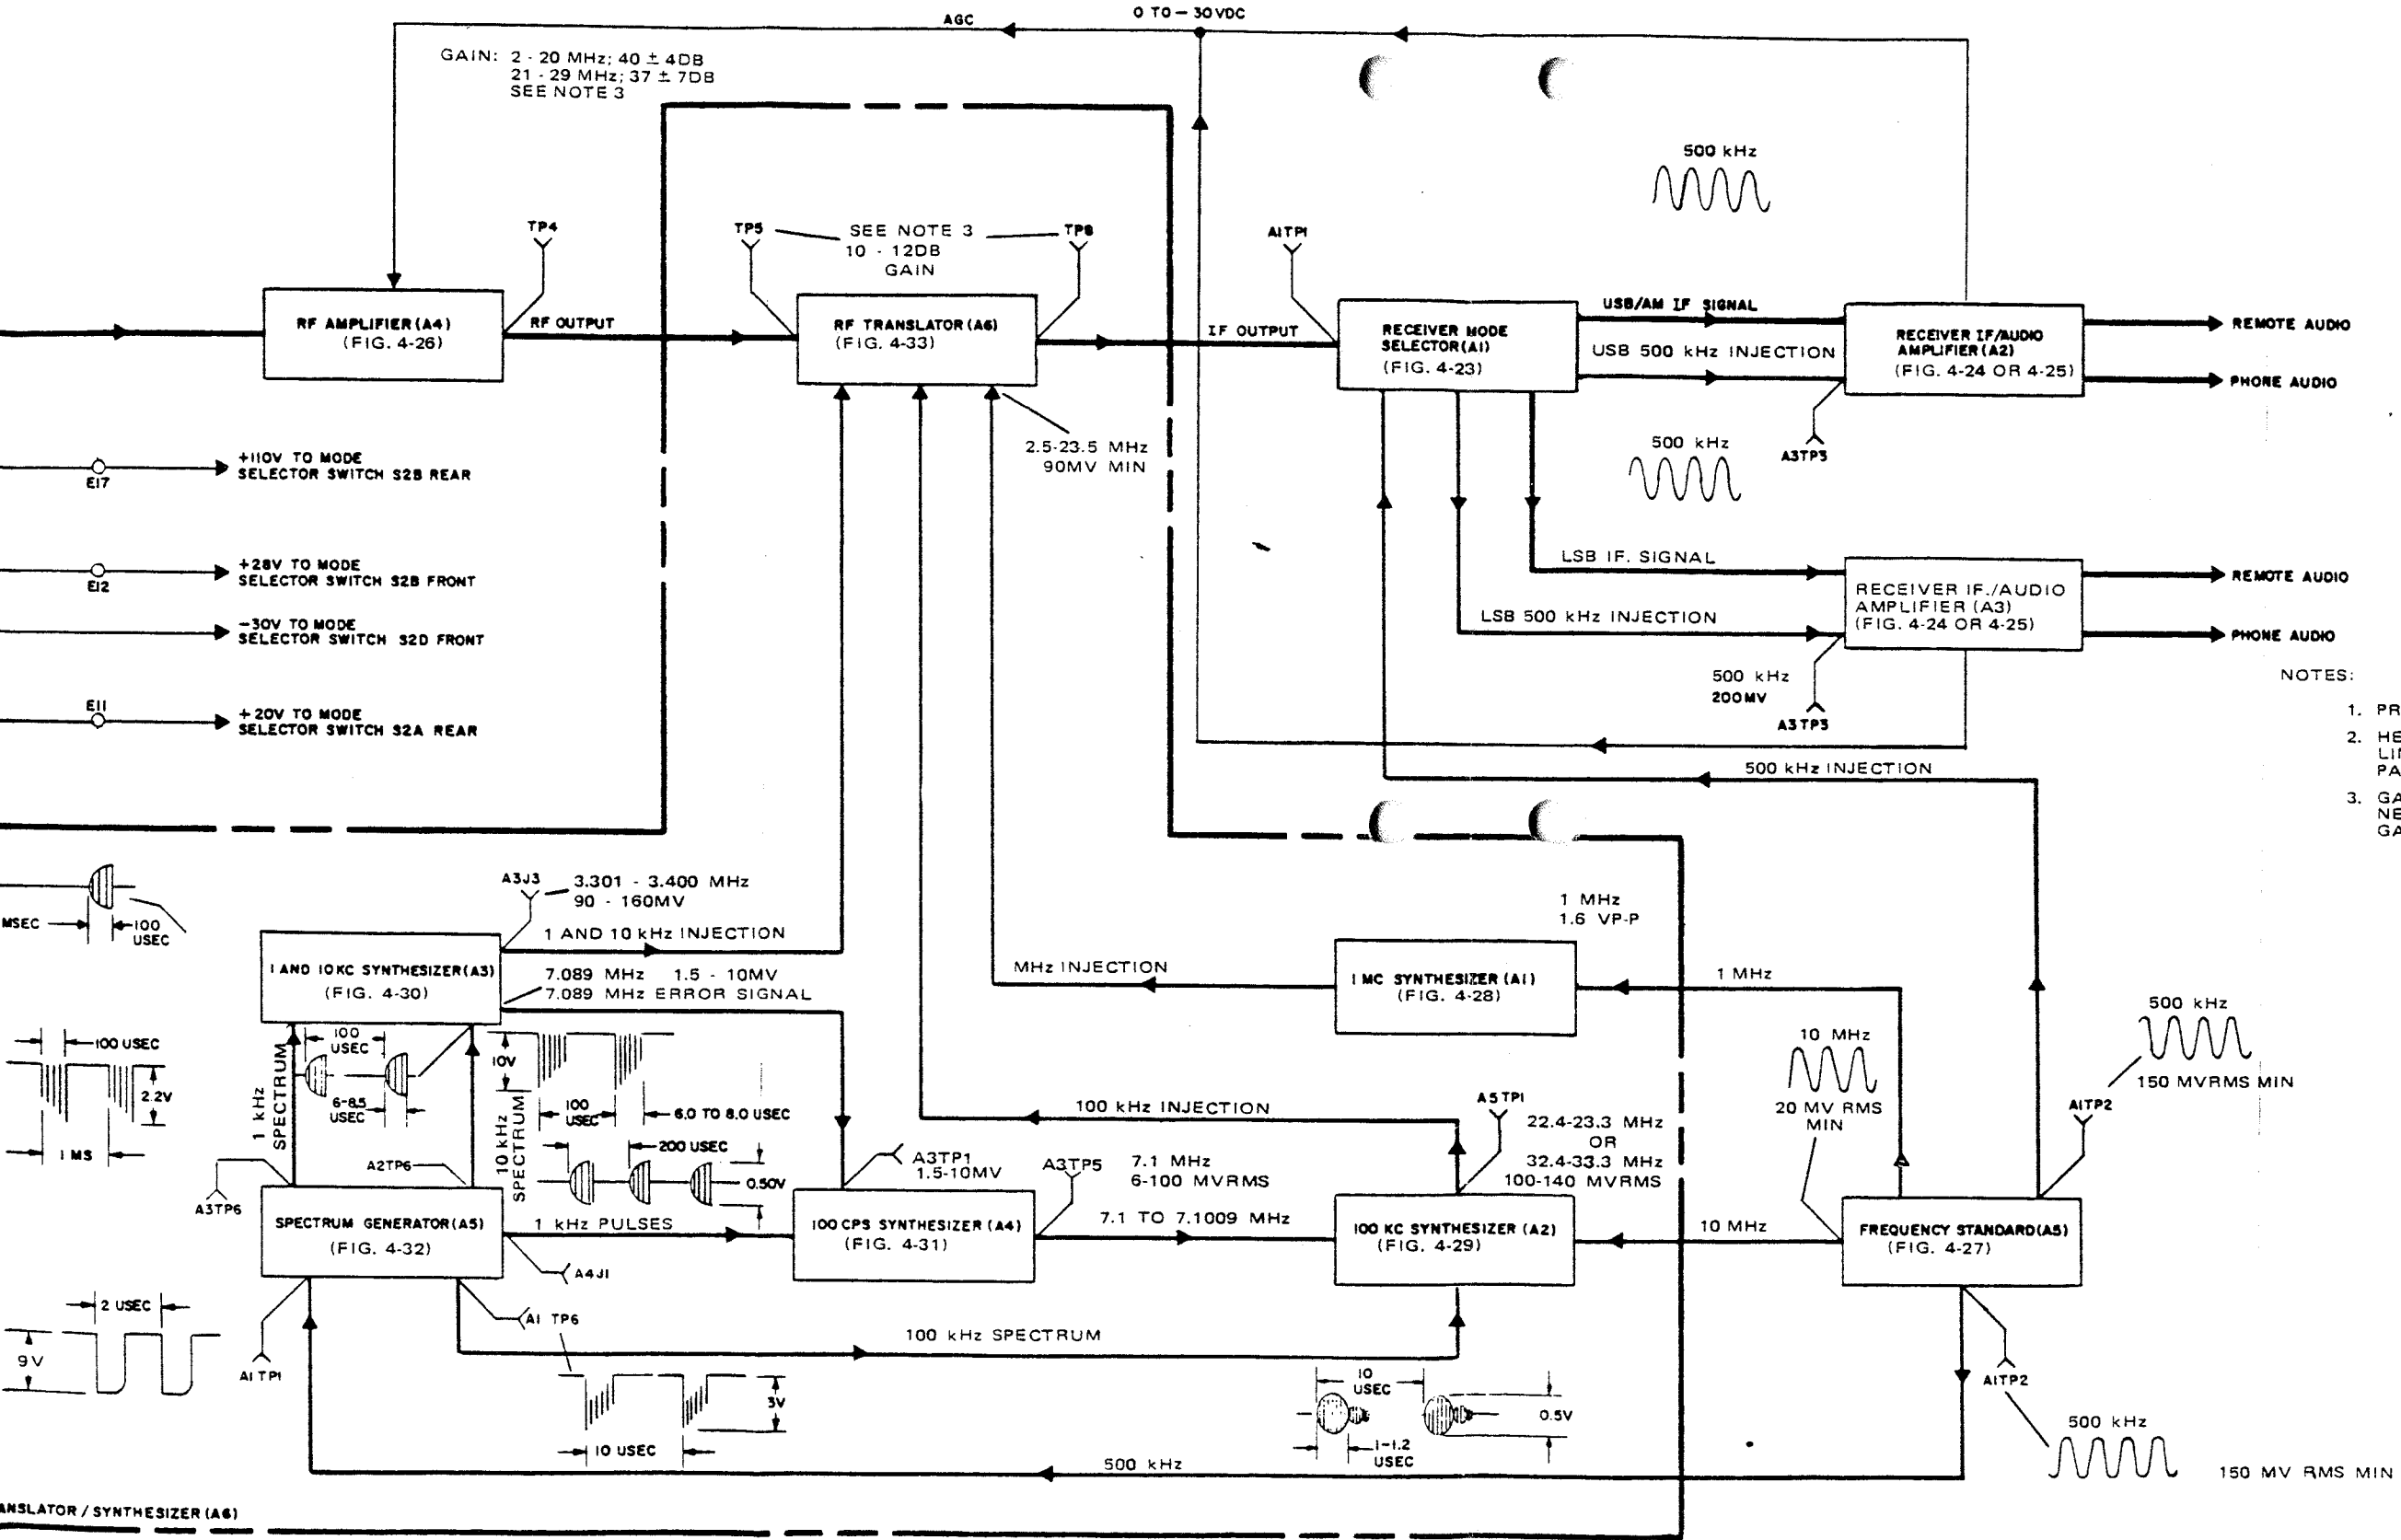 AGC
0 TO - 30 VDC
GAIN: 2 - 20 MHz; 40 ± 4DB
21 - 29 MHz; 37 ± 7DB
SEE NOTE 3
500 kHz
TP4
TP5
SEE NOTE 3
10 - 12DB
GAIN
TP8
A1TP1
RF AMPLIFIER (A4)
(FIG. 4-26)
RF OUTPUT
RF TRANSLATOR (A6)
(FIG. 4-33)
IF OUTPUT
RECEIVER MODE
SELECTOR (A1)
(FIG. 4-23)
USB/AM IF SIGNAL
USB 500 kHz INJECTION
RECEIVER IF/AUDIO
AMPLIFIER (A2)
(FIG. 4-24 OR 4-25)
REMOTE AUDIO
PHONE AUDIO
2.5-23.5 MHz
90MV MIN
500 kHz
A3TP3
E17
+110V TO MODE
SELECTOR SWITCH S2B REAR
E12
+28V TO MODE
SELECTOR SWITCH S2B FRONT
-30V TO MODE
SELECTOR SWITCH S2D FRONT
E11
+20V TO MODE
SELECTOR SWITCH S2A REAR
LSB IF. SIGNAL
LSB 500 kHz INJECTION
RECEIVER IF./AUDIO
AMPLIFIER (A3)
(FIG. 4-24 OR 4-25)
REMOTE AUDIO
PHONE AUDIO
500 kHz
200MV
A3TP3
NOTES:
1. PR
2. HE
LIN
PA
3. GA
NE
GA
500 kHz INJECTION
MSEC
100
USEC
A3J3
3.301 - 3.400 MHz
90 - 160MV
1 AND 10 kHz INJECTION
1 AND 10KC SYNTHESIZER (A3)
(FIG. 4-30)
7.089 MHz 1.5 - 10MV
7.089 MHz ERROR SIGNAL
MHz INJECTION
1 MC SYNTHESIZER (A1)
(FIG. 4-28)
1 MHz
1.6 VP-P
1 MHz
100 USEC
2.2V
1 MS
1 kHz
SPECTRUM
100
USEC
6-8.5
USEC
10V
100
USEC
6.0 TO 8.0 USEC
10 kHz
SPECTRUM
200 USEC
0.50V
A3TP6
A2TP6
A3TP1
1.5-10MV
A3TP5
7.1 MHz
6-100 MVRMS
100 kHz INJECTION
A5TP1
22.4-23.3 MHz
OR
32.4-33.3 MHz
100-140 MVRMS
10 MHz
20 MV RMS
MIN
500 kHz
150 MVRMS MIN
A1TP2
SPECTRUM GENERATOR (A5)
(FIG. 4-32)
1 kHz PULSES
100 CPS SYNTHESIZER (A4)
(FIG. 4-31)
7.1 TO 7.1009 MHz
100 KC SYNTHESIZER (A2)
(FIG. 4-29)
10 MHz
FREQUENCY STANDARD (A5)
(FIG. 4-27)
A4J1
A1 TP6
2 USEC
9V
A1TP1
100 kHz SPECTRUM
3V
10 USEC
10
USEC
0.5V
1-1.2
USEC
A1TP2
500 kHz
150 MV RMS MIN
500 kHz
ANSLATOR / SYNTHESIZER (A6)